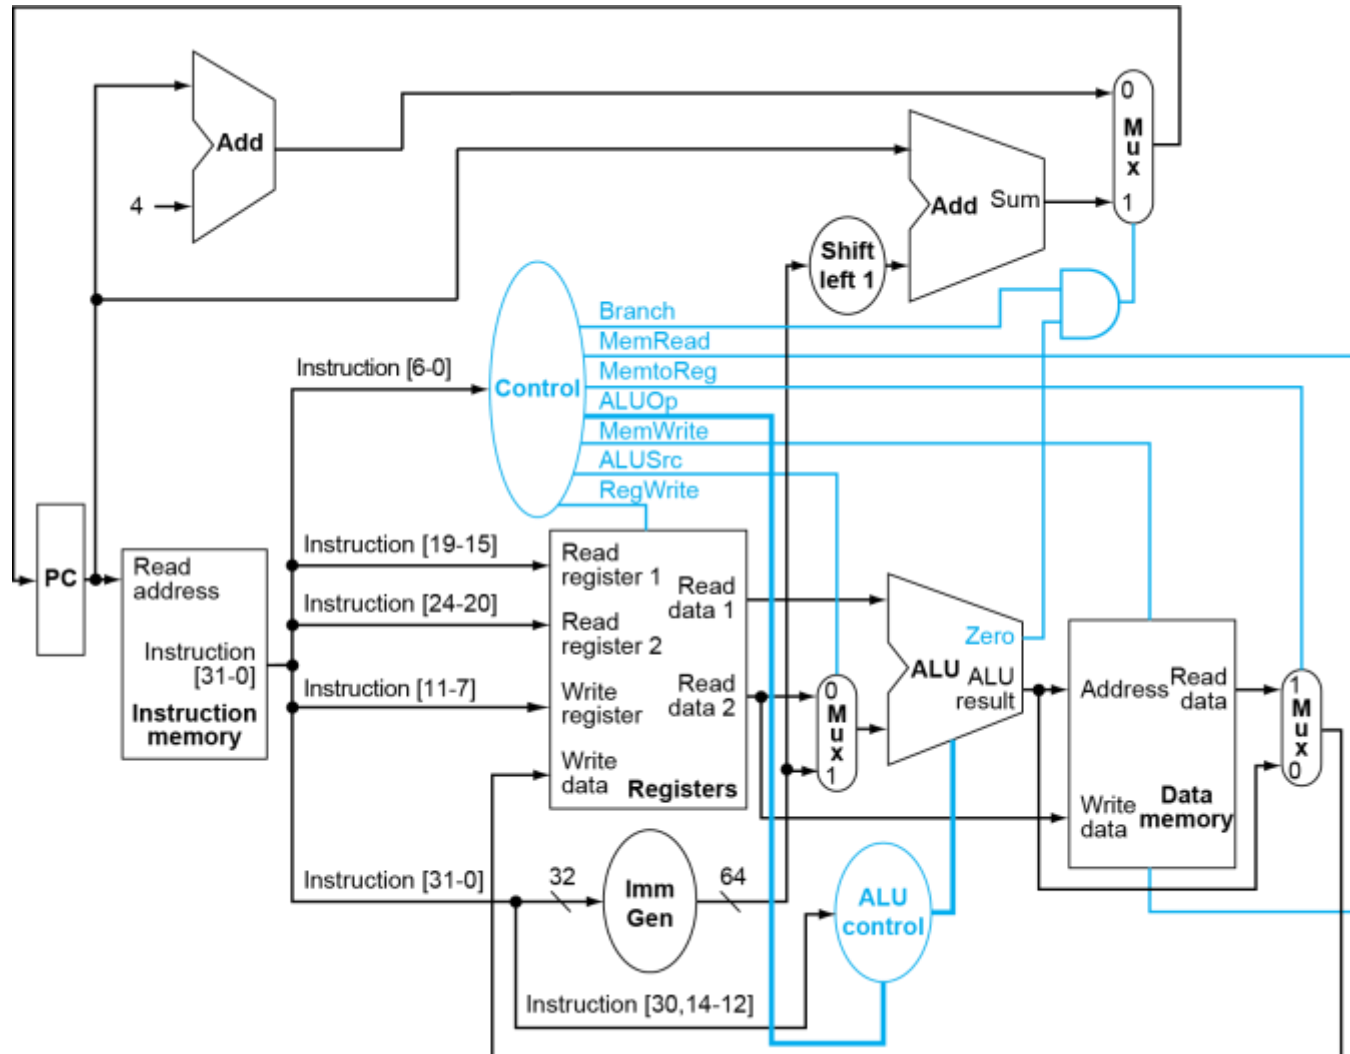 Add
4
0
M
u
x
1
Add Sum
Shift
left 1
Branch
MemRead
MemtoReg
ALUOp
MemWrite
ALUSrc
RegWrite
Instruction [6-0]
Control
PC
Read
address
Instruction
[31-0]
Instruction
memory
Instruction [19-15]
Instruction [24-20]
Instruction [11-7]
Read
register 1
Read
register 2
Write
register
Write
data
Read
data 1
Read
data 2
Registers
0
M
u
x
1
Zero
ALU
ALU
result
Address
Read
data
Write
data
Data
memory
1
M
u
x
0
Instruction [31-0]
32
Imm
Gen
64
ALU
control
Instruction [30,14-12]